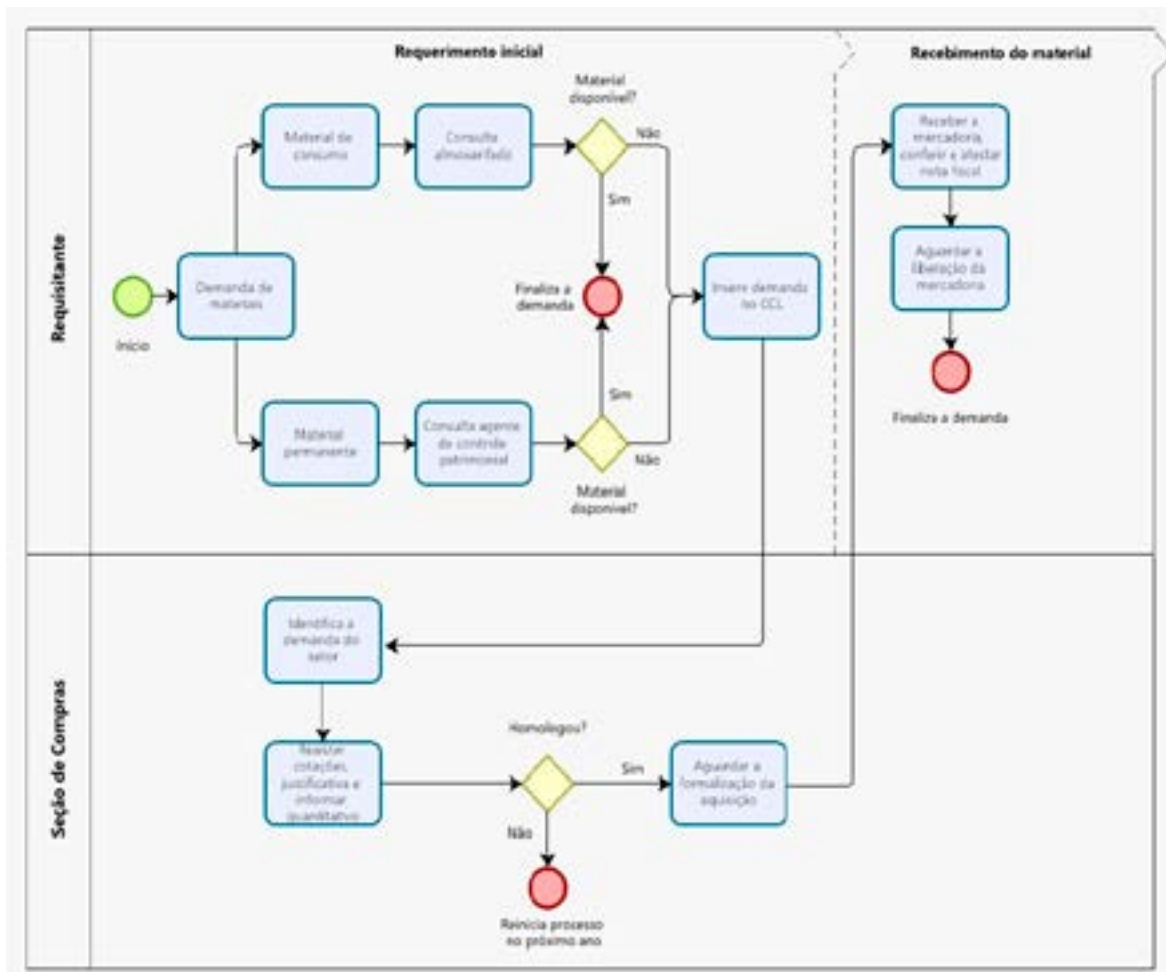 Requerimento inicial
Recebimento do material
Requisitante
Início
Demanda de
materiais
Material de
consumo
Consulta
almoxarifado
Material
disponível?
Não
Sim
Finaliza a
demanda
Insere demanda
no
Material
permanente
Consulta agente
de controle
patrimonial
Sim
Não
Material
disponível?
Receber a
mercadoria,
conferir e atestar
nota fiscal
Aguardar a
liberação da
mercadoria
Finaliza a demanda
Seção de Compras
Identifica a
demanda do
setor
cotações,
justificativa e
informar
quantitativo
Homologou?
Sim
Não
Aguardar a
formalização da
aquisição
Reinicia processo
no próximo ano